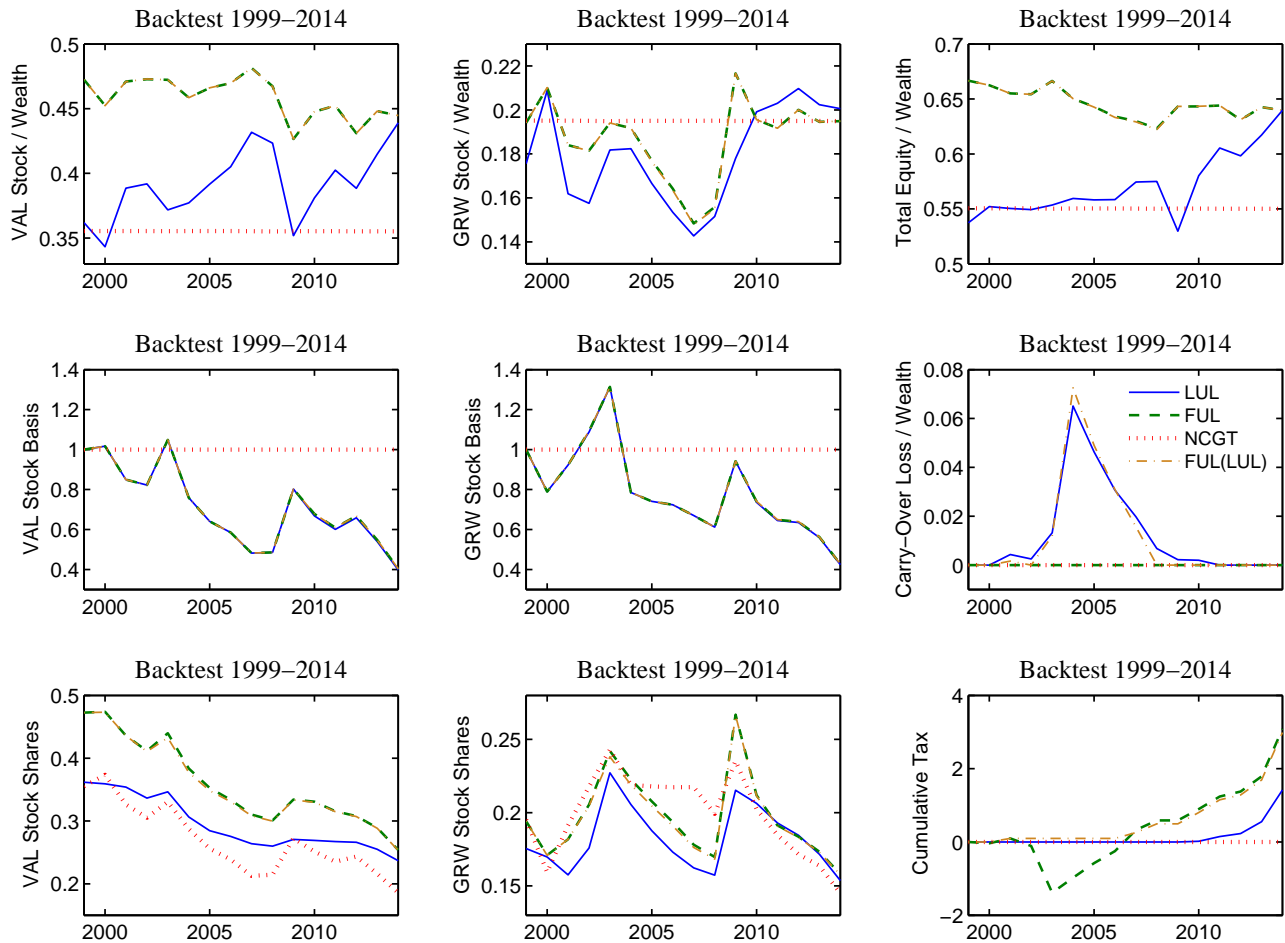 Backtest 1999−2014
VAL Stock / Wealth
0.5
0.45
0.4
0.35
2000 2005 2010
Backtest 1999−2014
GRW Stock / Wealth
0.22
0.2
0.18
0.16
0.14
2000 2005 2010
Backtest 1999−2014
Total Equity / Wealth
0.7
0.65
0.6
0.55
0.5
2000 2005 2010
Backtest 1999−2014
VAL Stock Basis
1.4
1.2
1
0.8
0.6
0.4
2000 2005 2010
Backtest 1999−2014
GRW Stock Basis
1.4
1.2
1
0.8
0.6
0.4
2000 2005 2010
Backtest 1999−2014
Carry−Over Loss / Wealth
0.08
0.06
0.04
0.02
0
LUL
FUL
NCGT
FUL(LUL)
2000 2005 2010
Backtest 1999−2014
VAL Stock Shares
0.5
0.4
0.3
0.2
2000 2005 2010
Backtest 1999−2014
GRW Stock Shares
0.25
0.2
0.15
2000 2005 2010
Backtest 1999−2014
Cumulative Tax
4
2
0
−2
2000 2005 2010